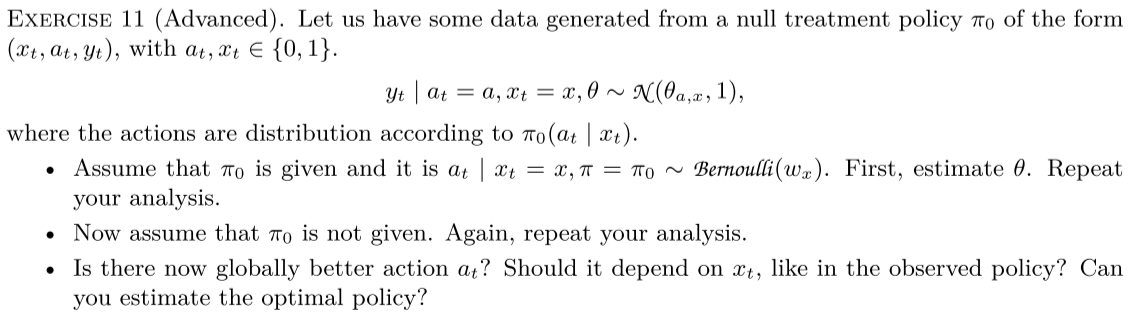 EXERCISE 11 (Advanced). Let us have some data generated from a null treatment policy π₀ of the form
(xₜ, aₜ, yₜ), with aₜ, xₜ ∈ {0, 1}.
yₜ | aₜ = a, xₜ = x, θ ∼ 𝒩(θₐ,ₓ, 1),
where the actions are distribution according to π₀(aₜ | xₜ).
• Assume that π₀ is given and it is aₜ | xₜ = x, π = π₀ ∼ Bernoulli(wₓ). First, estimate θ. Repeat
your analysis.
• Now assume that π₀ is not given. Again, repeat your analysis.
• Is there now globally better action aₜ? Should it depend on xₜ, like in the observed policy? Can
you estimate the optimal policy?